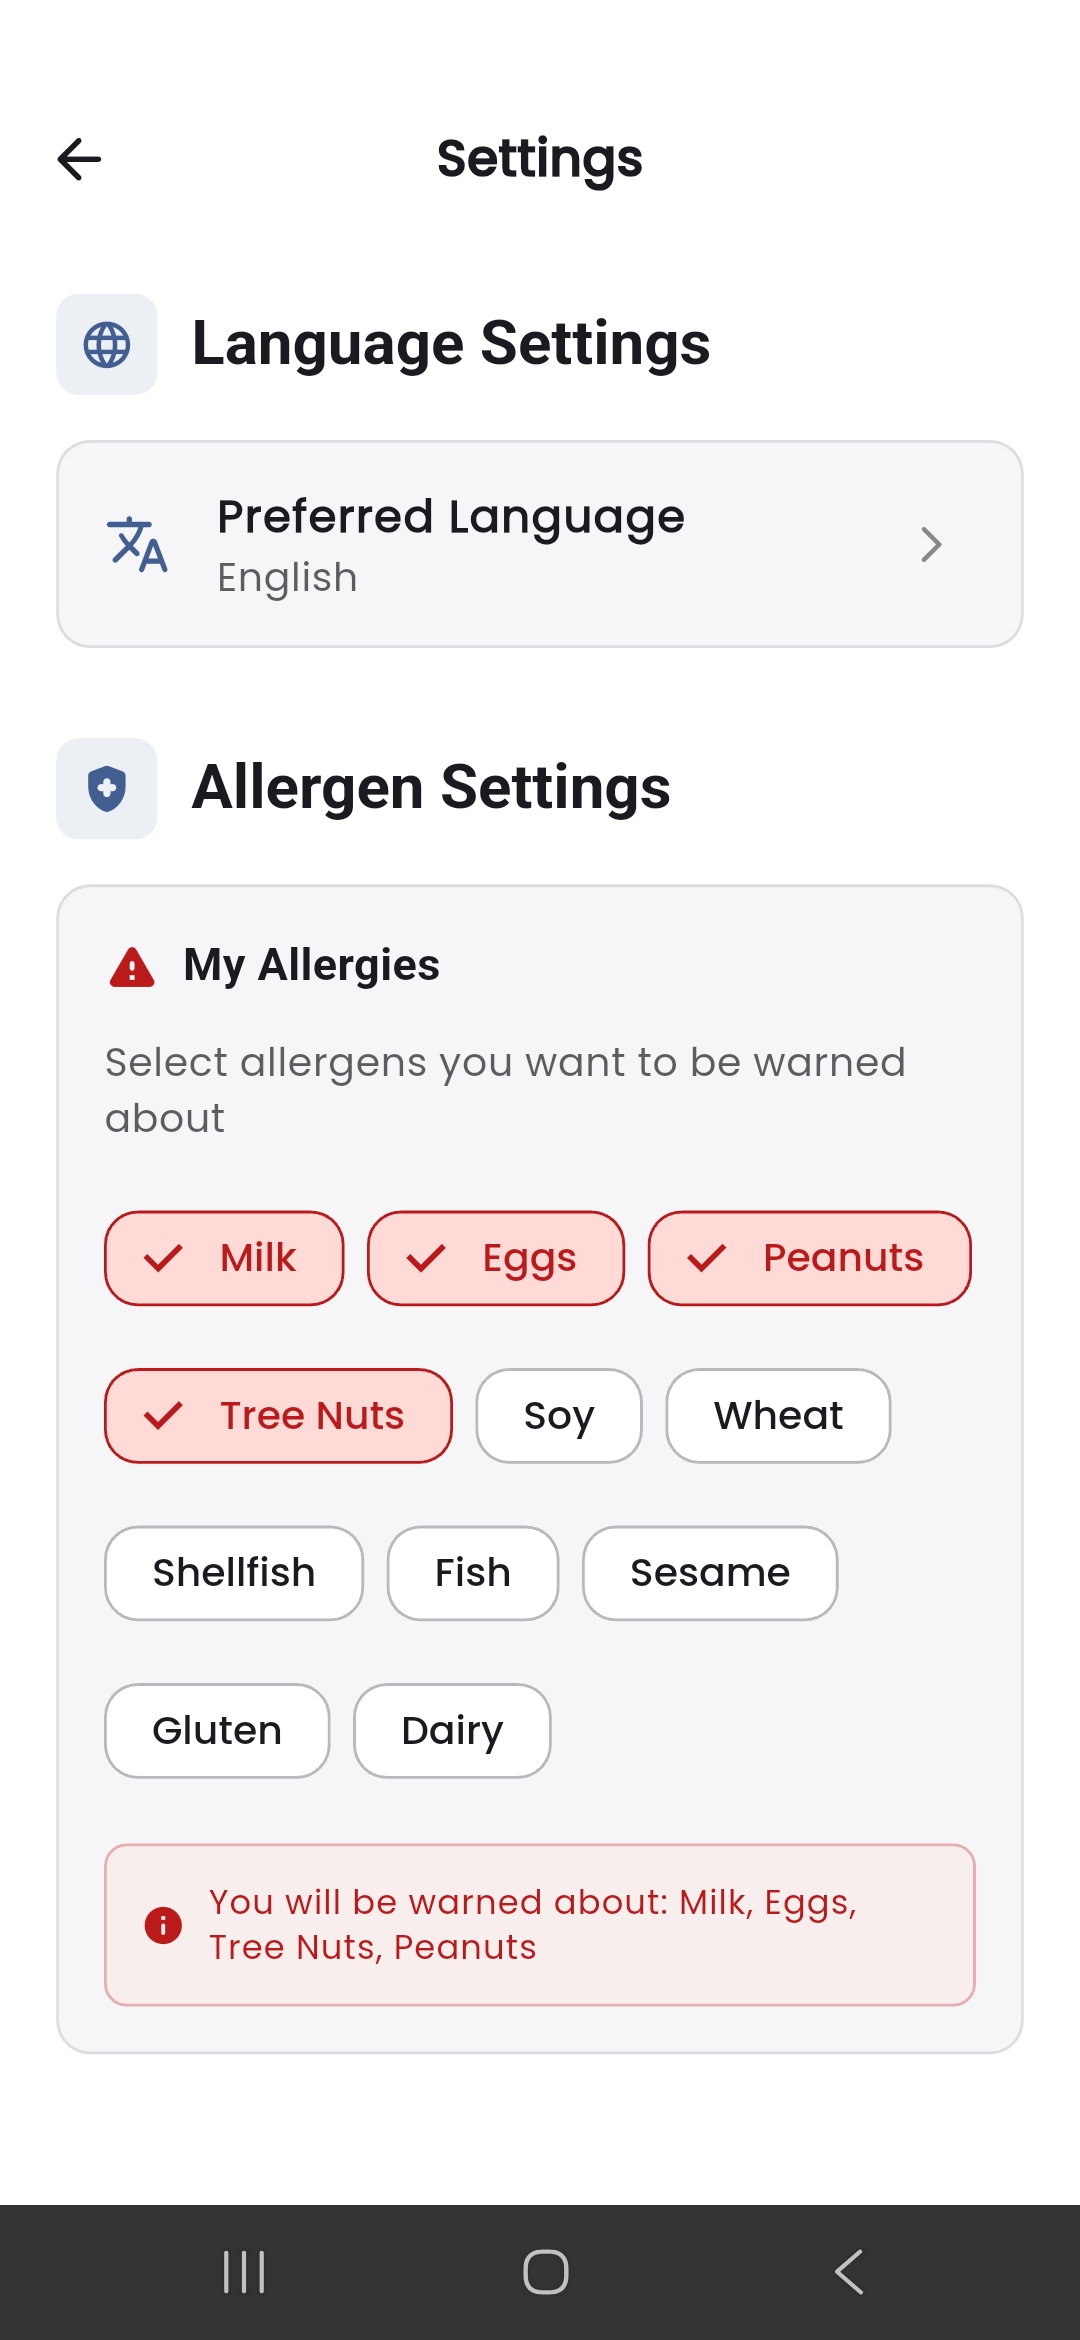 Settings
Language Settings
Preferred Language
English
Allergen Settings
My Allergies
Select allergens you want to be warned
about
Milk Eggs Peanuts
Tree Nuts Soy Wheat
Shellfish Fish Sesame
Gluten Dairy
You will be warned about: Milk, Eggs,
Tree Nuts, Peanuts